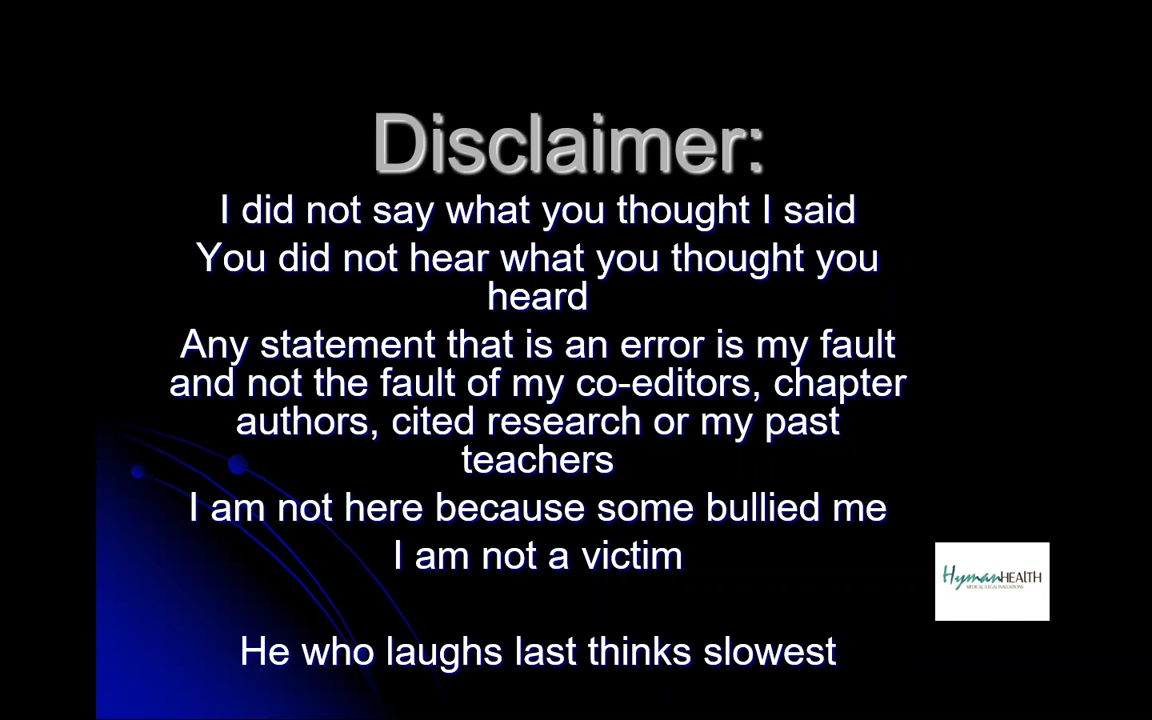 Disclaimer:
I did not say what you thought I said
You did not hear what you thought you
heard
Any statement that is an error is my fault
and not the fault of my co-editors, chapter
authors, cited research or my past
teachers
I am not here because some bullied me
I am not a victim
HymanHEALTH
MEDICAL LEGAL EVALUATIONS
He who laughs last thinks slowest